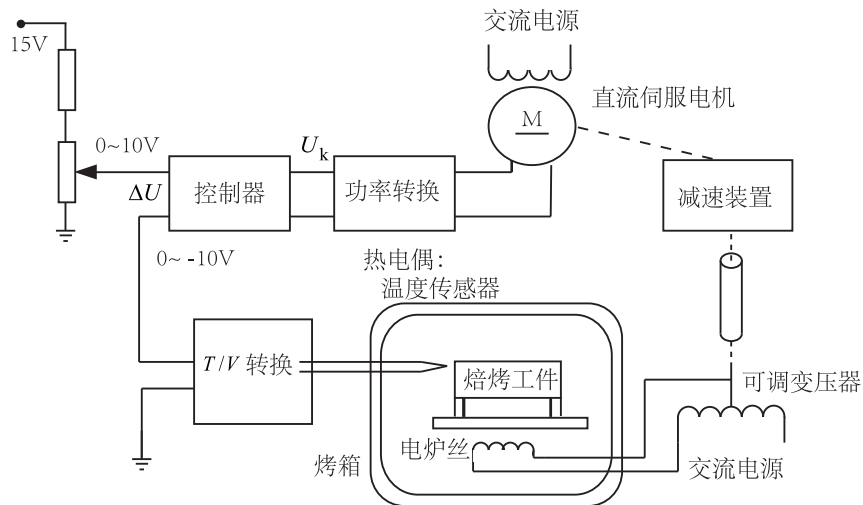 交流电源
15V
直流伺服电机
M
0~10V
U_k
ΔU
控制器
功率转换
减速装置
0~ -10V
热电偶：
温度传感器
T/V 转换
焙烤工件
可调变压器
电炉丝
烤箱
交流电源